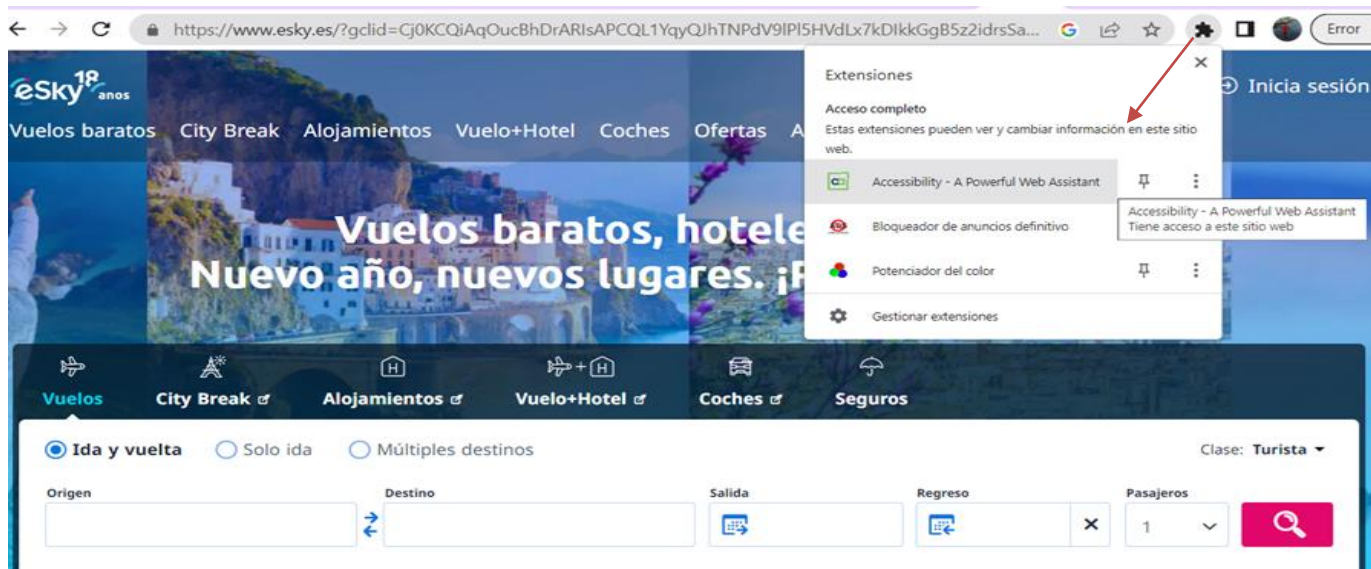 https://www.esky.es/?gclid=Cj0KCQiAqOucBhDrARIsAPCQL1YqyQJhTNPdV9lPl5HVdLx7kDIkkGgB5z2idrsSa...
Error
eSky 18 anos
Inicia sesión
Vuelos baratos City Break Alojamientos Vuelo+Hotel Coches Ofertas A
Extensiones
Acceso completo
Estas extensiones pueden ver y cambiar información en este sitio
web.
Accessibility - A Powerful Web Assistant
Accessibility - A Powerful Web Assistant
Tiene acceso a este sitio web
Bloqueador de anuncios definitivo
Potenciador del color
Gestionar extensiones
Vuelos baratos, hotele
Nuevo año, nuevos lugares. ¡
Vuelos City Break Alojamientos Vuelo+Hotel Coches Seguros
Ida y vuelta Solo ida Múltiples destinos
Clase: Turista
Origen Destino Salida Regreso Pasajeros
1